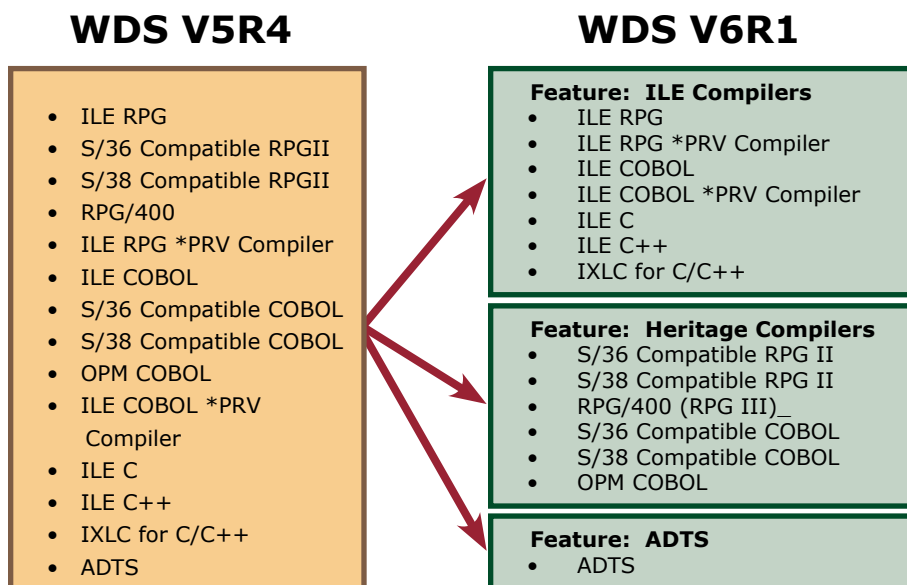 WDS V5R4
• ILE RPG
• S/36 Compatible RPGII
• S/38 Compatible RPGII
• RPG/400
• ILE RPG *PRV Compiler
• ILE COBOL
• S/36 Compatible COBOL
• S/38 Compatible COBOL
• OPM COBOL
• ILE COBOL *PRV
Compiler
• ILE C
• ILE C++
• IXLC for C/C++
• ADTS
WDS V6R1
Feature: ILE Compilers
• ILE RPG
• ILE RPG *PRV Compiler
• ILE COBOL
• ILE COBOL *PRV Compiler
• ILE C
• ILE C++
• IXLC for C/C++
Feature: Heritage Compilers
• S/36 Compatible RPG II
• S/38 Compatible RPG II
• RPG/400 (RPG III)_
• S/36 Compatible COBOL
• S/38 Compatible COBOL
• OPM COBOL
Feature: ADTS
• ADTS